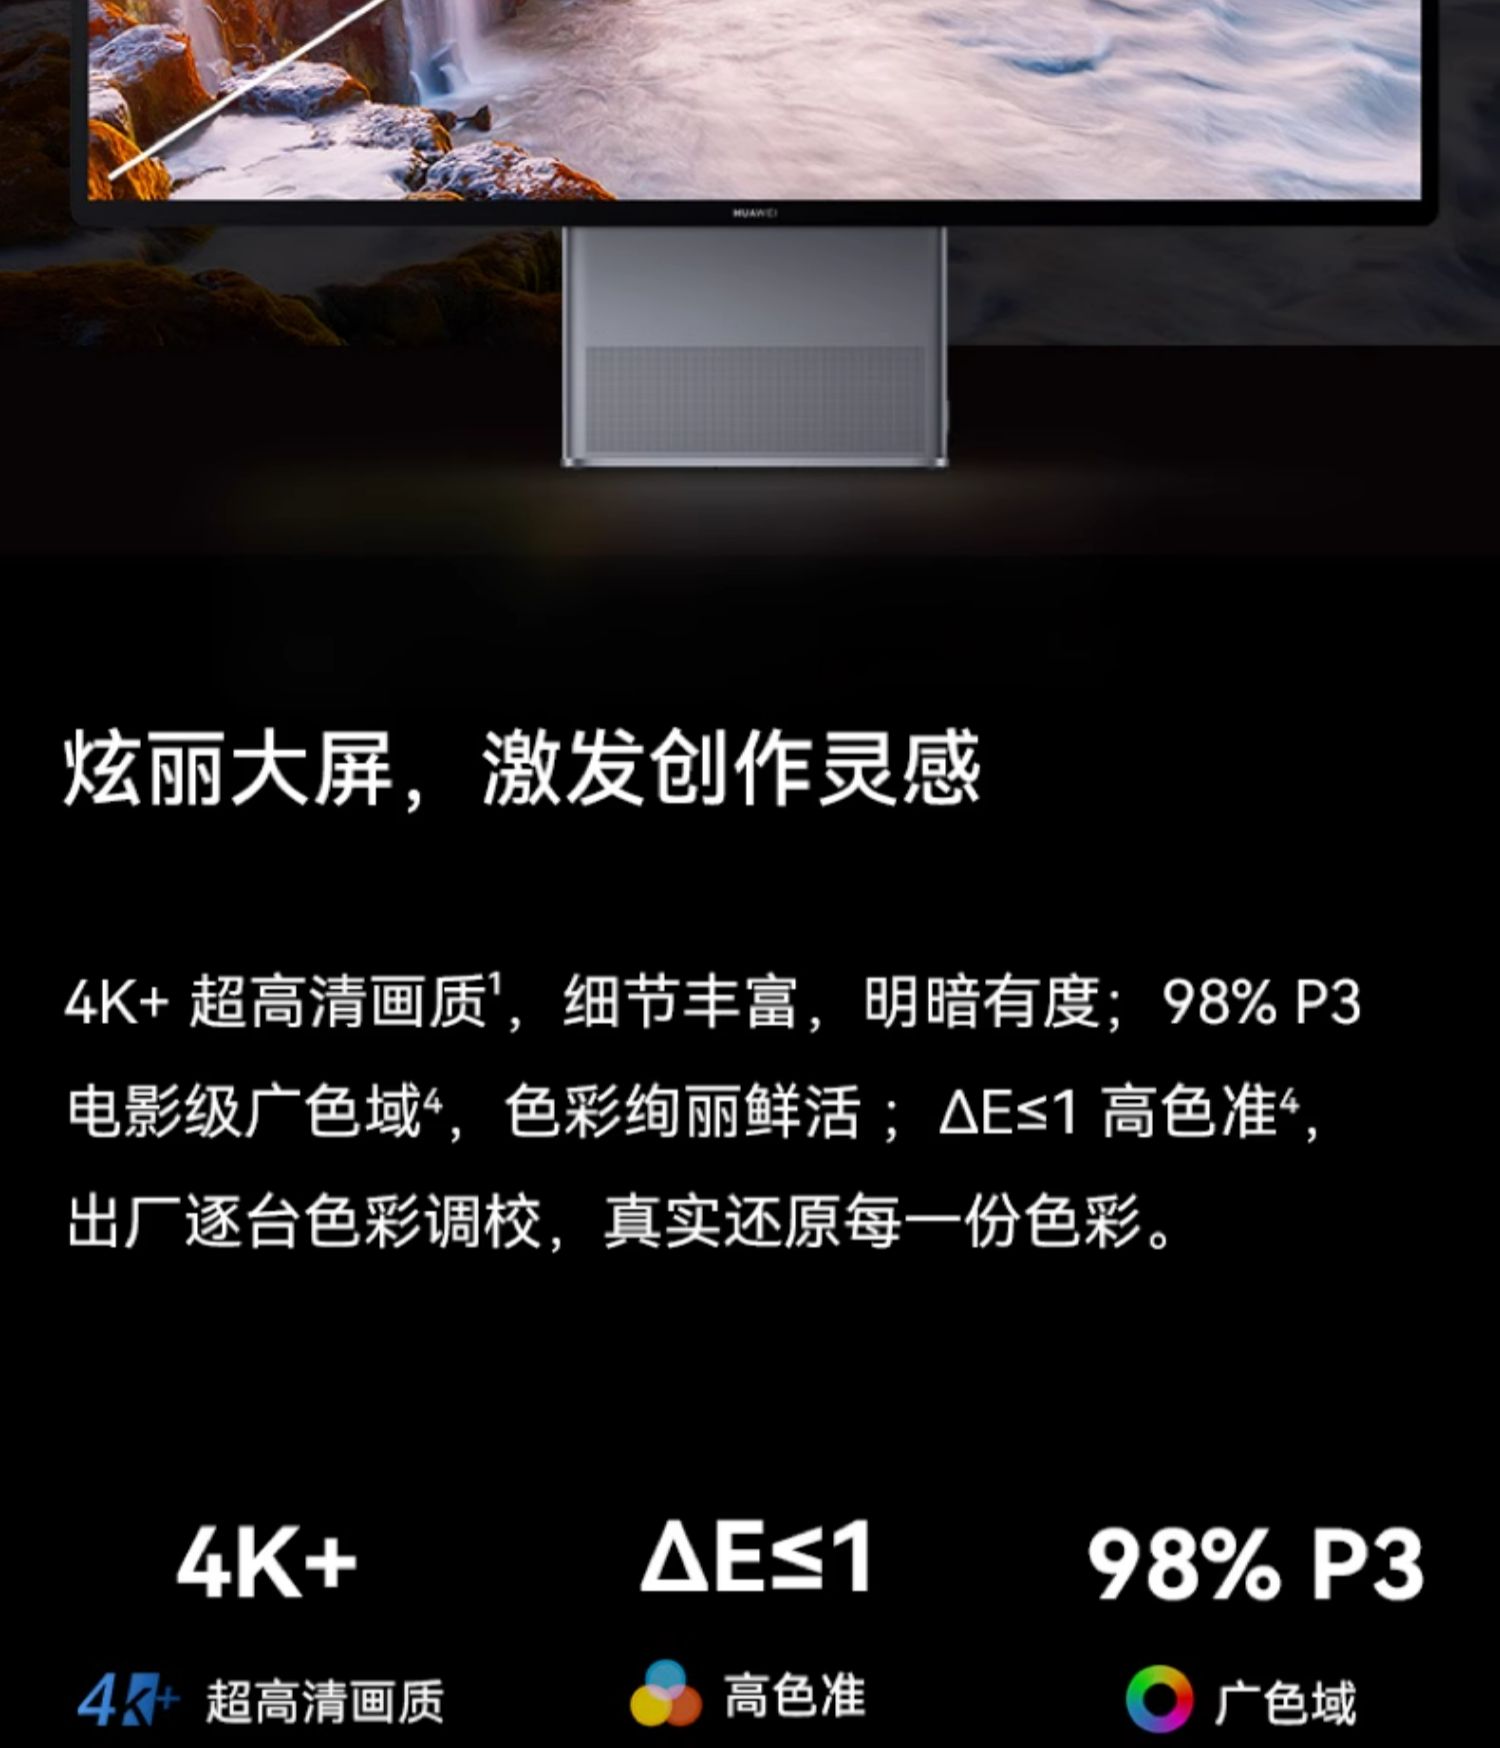 HUAWEI
炫丽大屏，激发创作灵感
4K+ 超高清画质¹，细节丰富，明暗有度；98% P3
电影级广色域⁴，色彩绚丽鲜活；ΔE≤1 高色准⁴，
出厂逐台色彩调校，真实还原每一份色彩。
4K+ ΔE≤1 98% P3
4K+ 超高清画质 高色准 广色域